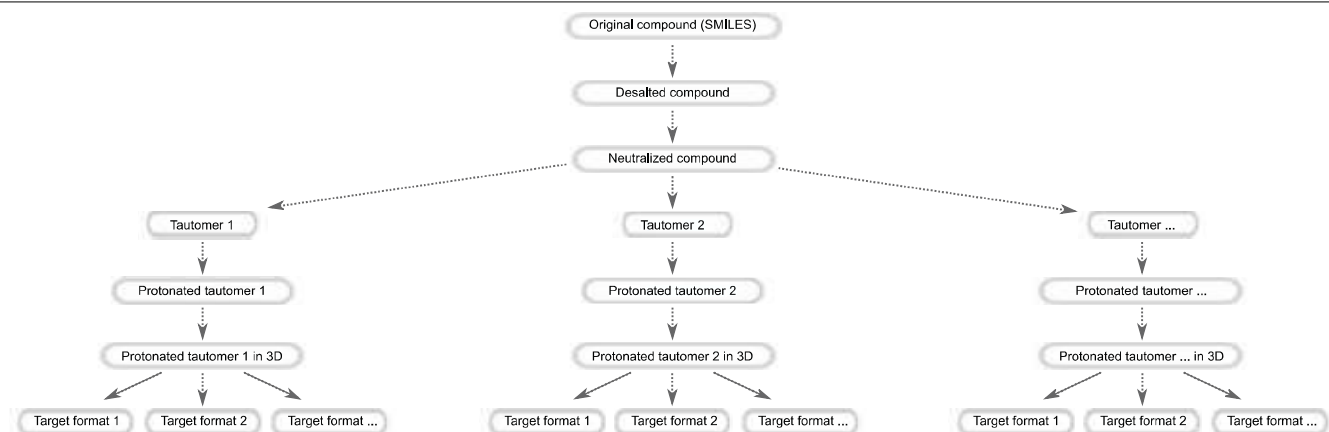 Original compound (SMILES)
Desalted compound
Neutralized compound
Tautomer 1
Tautomer 2
Tautomer ...
Protonated tautomer 1
Protonated tautomer 2
Protonated tautomer ...
Protonated tautomer 1 in 3D
Protonated tautomer 2 in 3D
Protonated tautomer ... in 3D
Target format 1
Target format 2
Target format ...
Target format 1
Target format 2
Target format ...
Target format 1
Target format 2
Target format ...